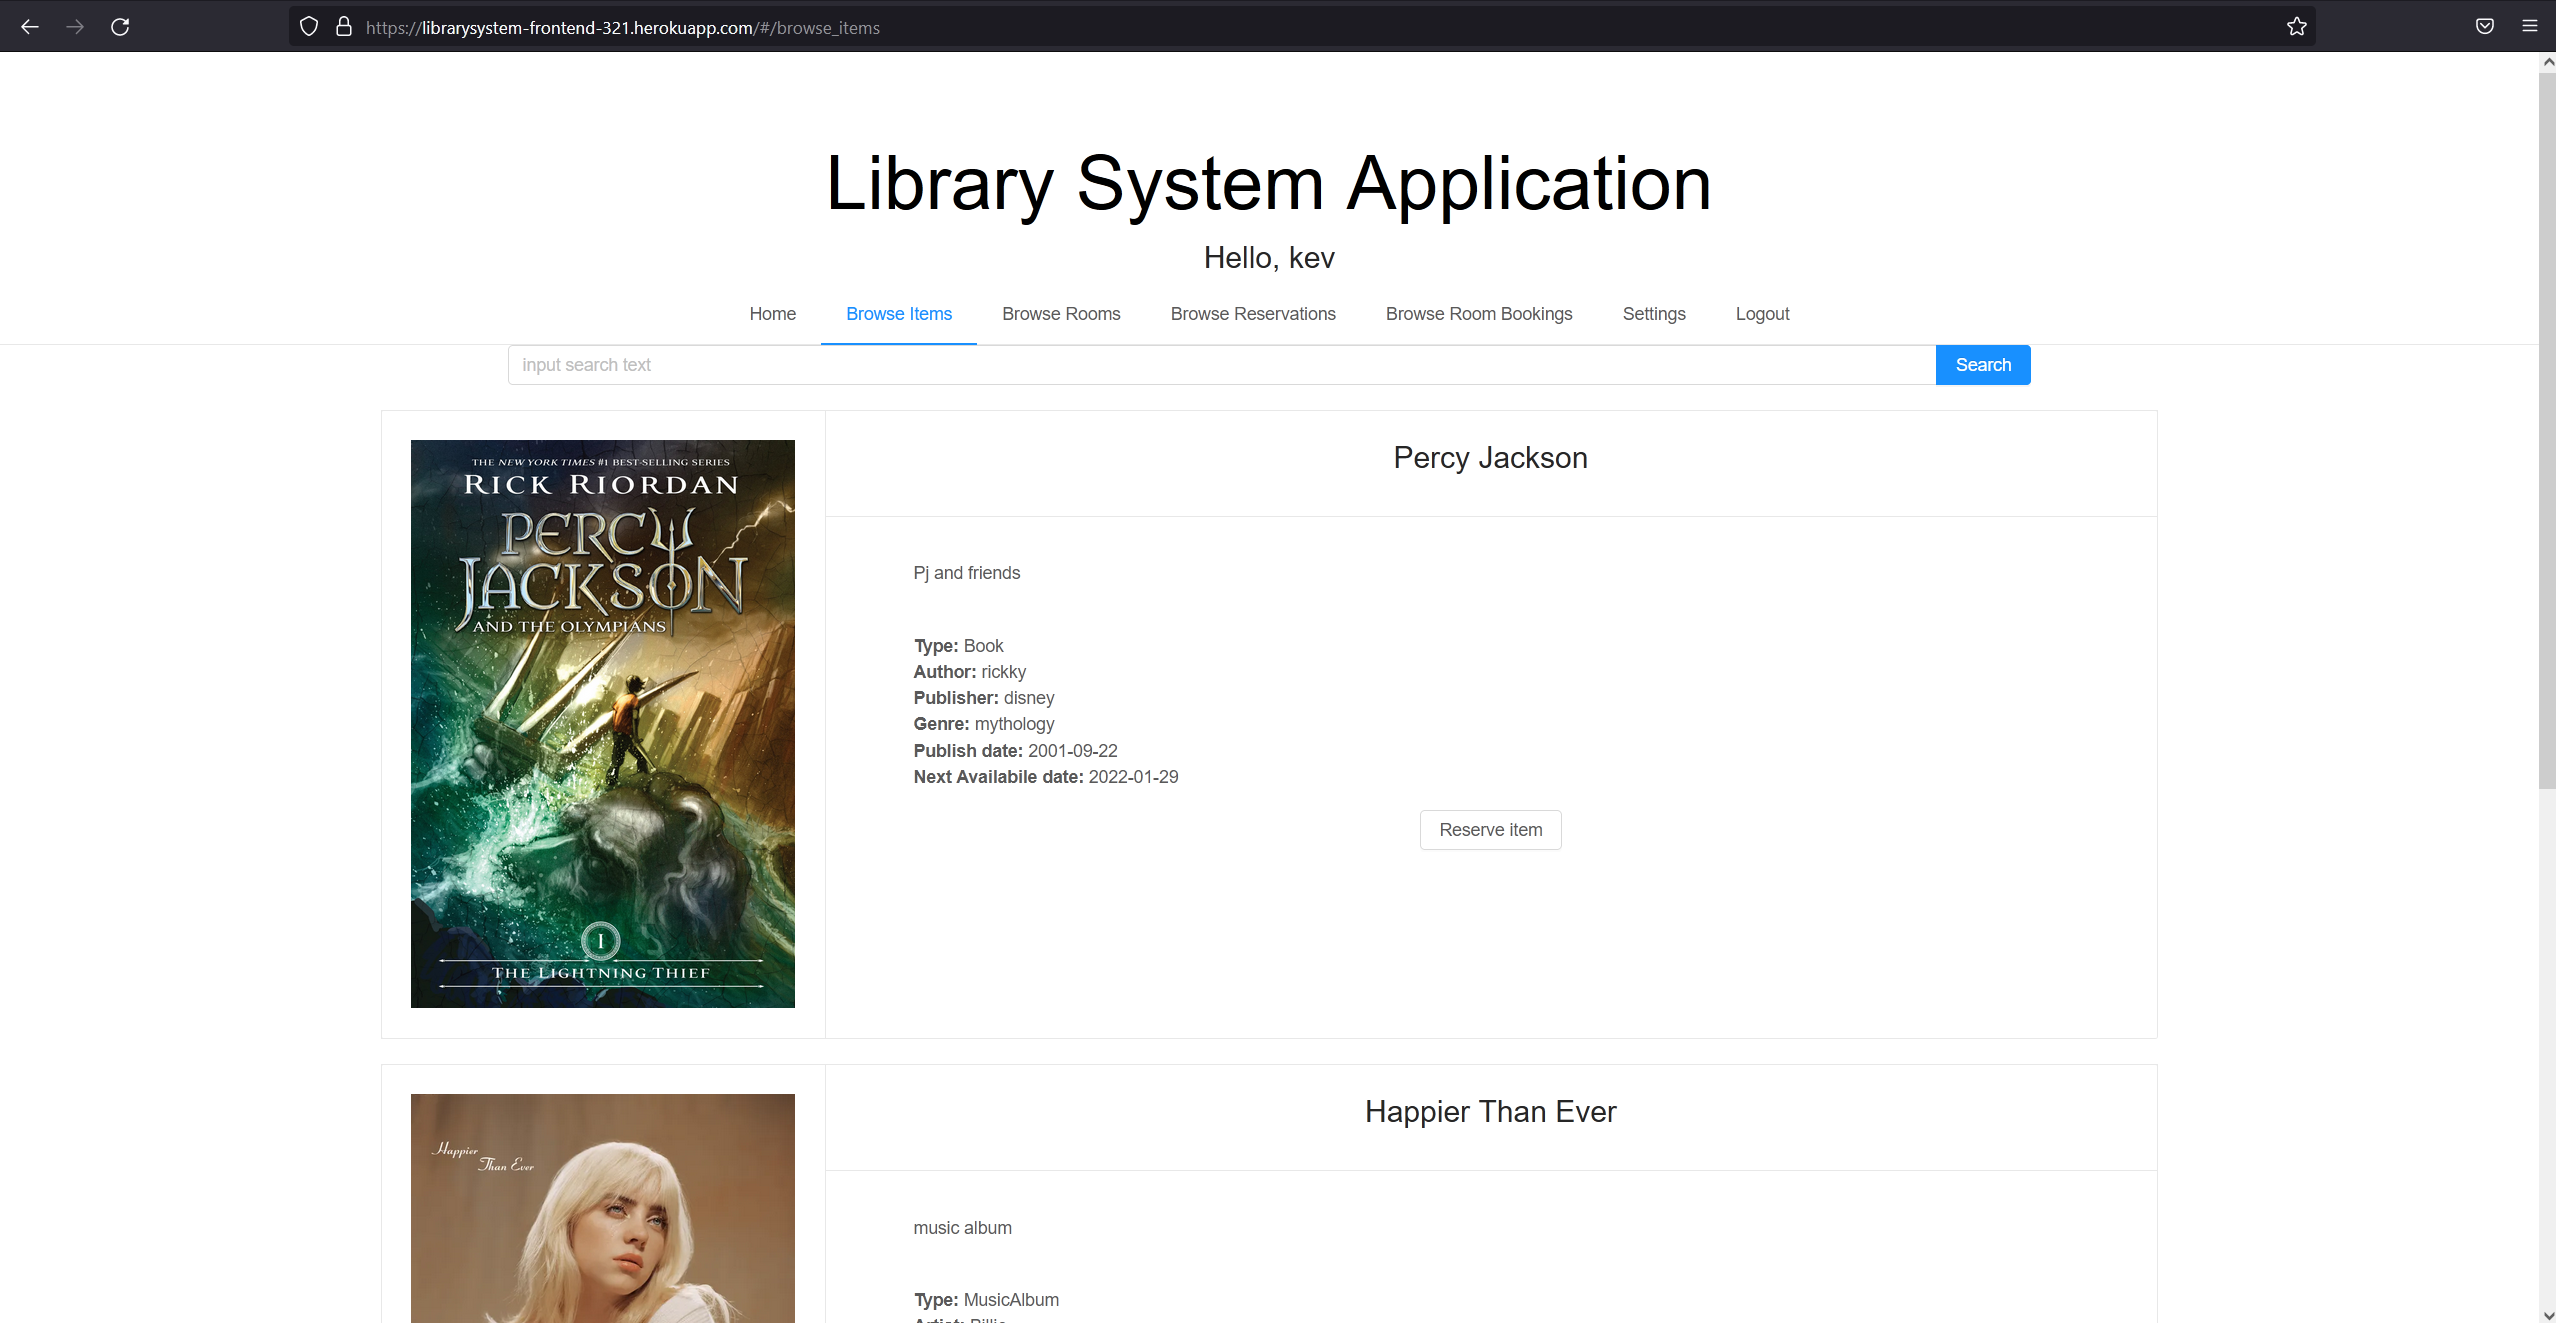 https://librarysystem-frontend-321.herokuapp.com/#/browse_items
Library System Application
Hello, kev
Home Browse Items Browse Rooms Browse Reservations Browse Room Bookings Settings Logout
input search text Search
THE NEW YORK TIMES #1 BEST-SELLING SERIES
RICK RIORDAN
PERCY
JACKSON
AND THE OLYMPIANS
I
THE LIGHTNING THIEF
Percy Jackson
Pj and friends
Type: Book
Author: rickky
Publisher: disney
Genre: mythology
Publish date: 2001-09-22
Next Availabile date: 2022-01-29
Reserve item
Happier
Than Ever
Happier Than Ever
music album
Type: MusicAlbum
Artist: Billie